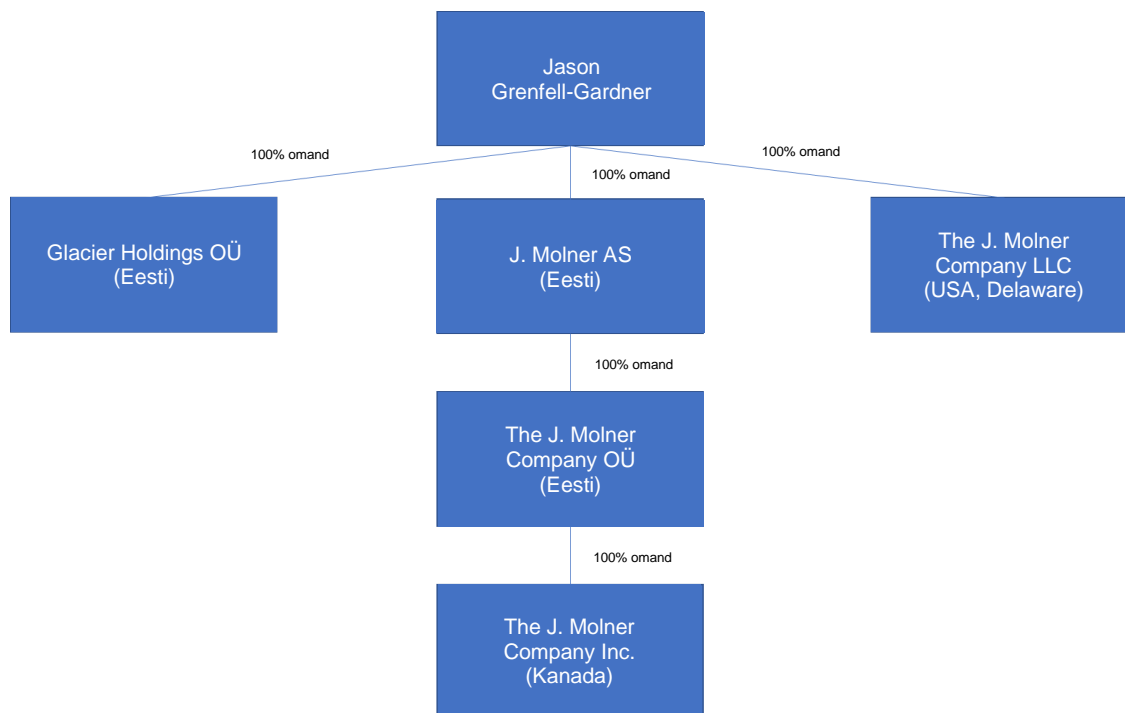 Jason
Grenfell-Gardner
100% omand
100% omand
100% omand
Glacier Holdings OÜ
(Eesti)
J. Molner AS
(Eesti)
The J. Molner
Company LLC
(USA, Delaware)
100% omand
The J. Molner
Company OÜ
(Eesti)
100% omand
The J. Molner
Company Inc.
(Kanada)